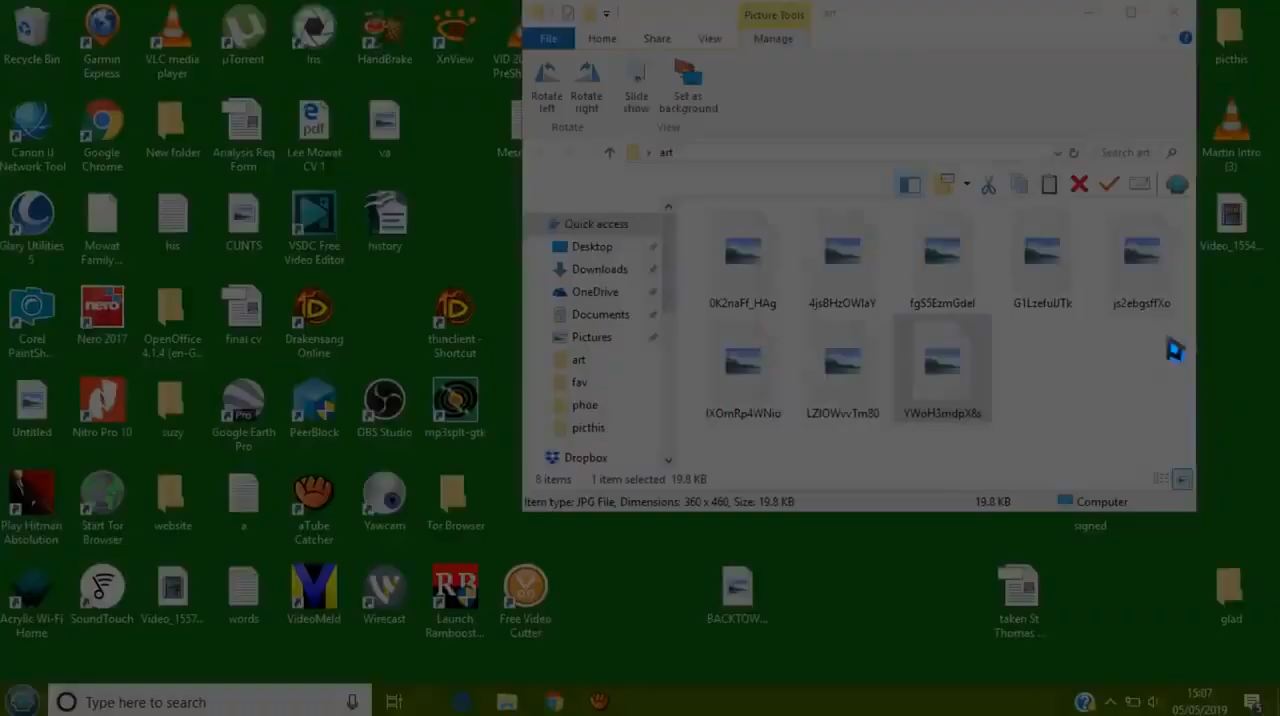 Recycle Bin
Garmin
Express
VLC media
player
µTorrent
Iris
HandBrake
XnView
VID 20
PreSh
Canon IJ
Network Tool
Google
Chrome
New folder
Analysis Req
Form
e
pdf
Lee Mowat
CV 1
va
Glary Utilities
5
Mowat
Family...
his
CUNTS
VSDC Free
Video Editor
history
Corel
PaintSh...
nero
Nero 2017
OpenOffice
4.1.4 (en-G...
final cv
Drakensang
Online
thinclient -
Shortcut
Untitled
Nitro Pro 10
suzy
Pro
Google Earth
Pro
PeerBlock
OBS Studio
mp3splt-gtk
Play Hitman
Absolution
Start Tor
Browser
website
a
aTube
Catcher
Yawcam
Tor Browser
Acrylic Wi-Fi
Home
SoundTouch
Video_1557...
words
VideoMeld
Wirecast
RB
Launch
Ramboost...
Free Video
Cutter
BACKTOW...
taken St
Thomas ...
glad
signed
picthis
Martin Intro
(3)
Video_1554...
Picture Tools
art
File
Home
Share
View
Manage
Rotate
left
Rotate
right
Slide
show
Set as
background
Rotate
View
art
Search art
Quick access
Desktop
Downloads
OneDrive
Documents
Pictures
art
fav
phoe
picthis
Dropbox
0K2naFf_HAg
fgS5EzmGdeI
js2ebgsffXo
YWoH3mdpX8s
8 items
1 item selected 19.8 KB
Item type: JPG File, Dimensions: 360 x 460, Size: 19.8 KB
19.8 KB
Computer
Type here to search
15:07
05/05/2019